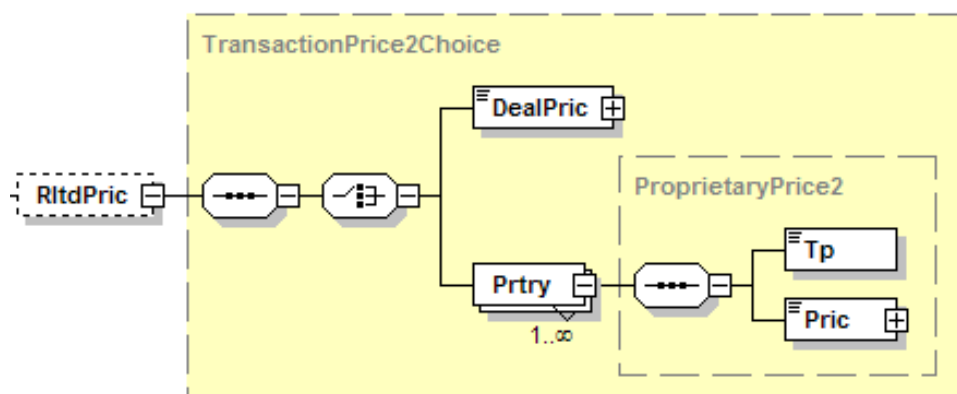 TransactionPrice2Choice
DealPric
RltdPric
ProprietaryPrice2
Tp
Prtry
Pric
1..∞